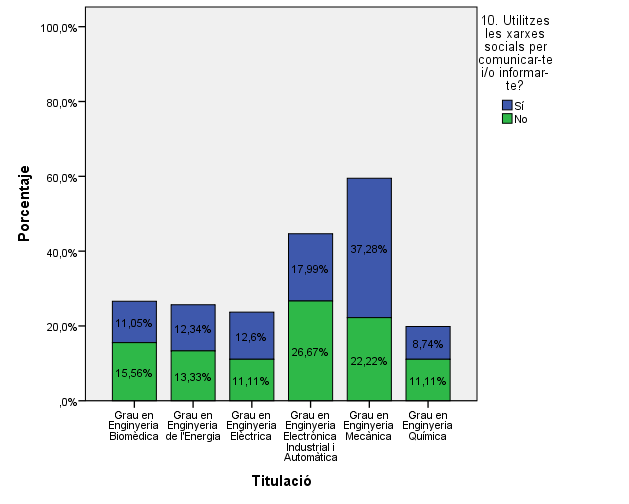 10. Utilitzes
les xarxes
socials per
comunicar-te
i/o informar-
te?
Sí
No
Porcentaje
100,0%
80,0%
60,0%
40,0%
20,0%
,0%
11,05%
15,56%
12,34%
13,33%
12,6%
11,11%
17,99%
26,67%
37,28%
22,22%
8,74%
11,11%
Grau en
Enginyeria
Biomèdica
Grau en
Enginyeria
de l'Energia
Grau en
Enginyeria
Elèctrica
Grau en
Enginyeria
Electrònica
Industrial i
Automàtica
Grau en
Enginyeria
Mecànica
Grau en
Enginyeria
Química
Titulació